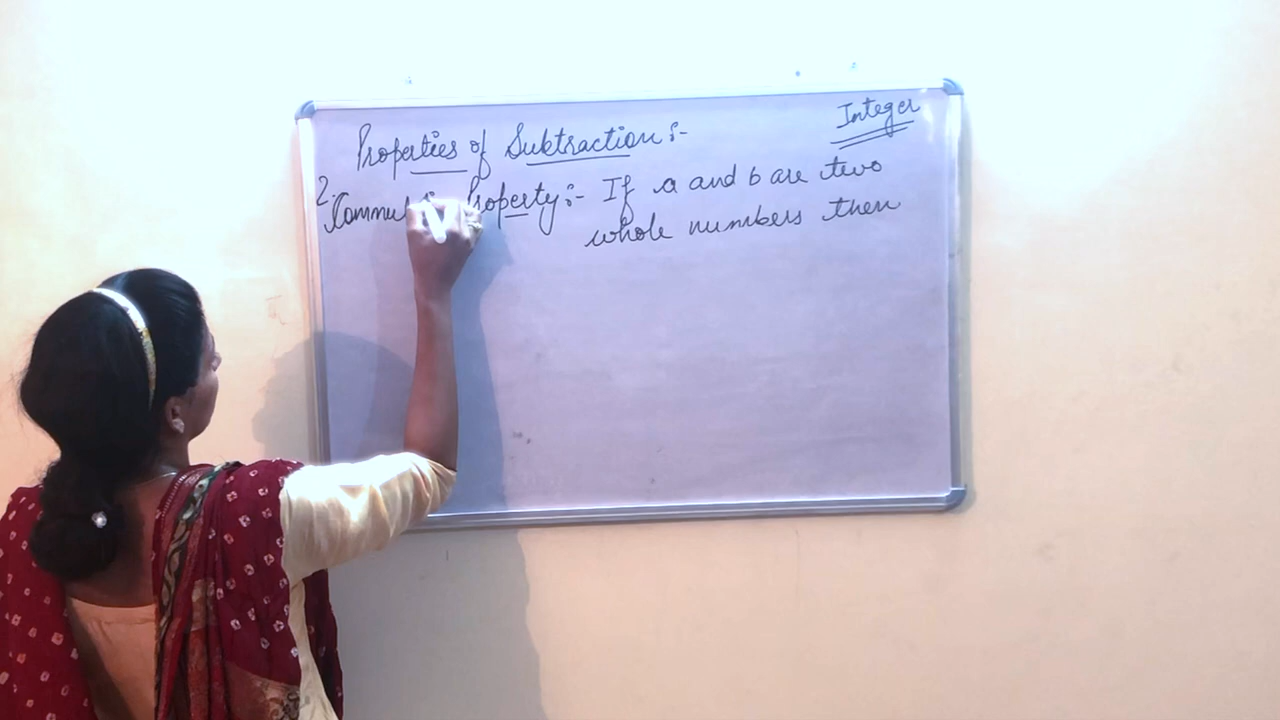 Integer
Properties of Subtraction :-
2. Property :- If a and b are two
whole numbers then